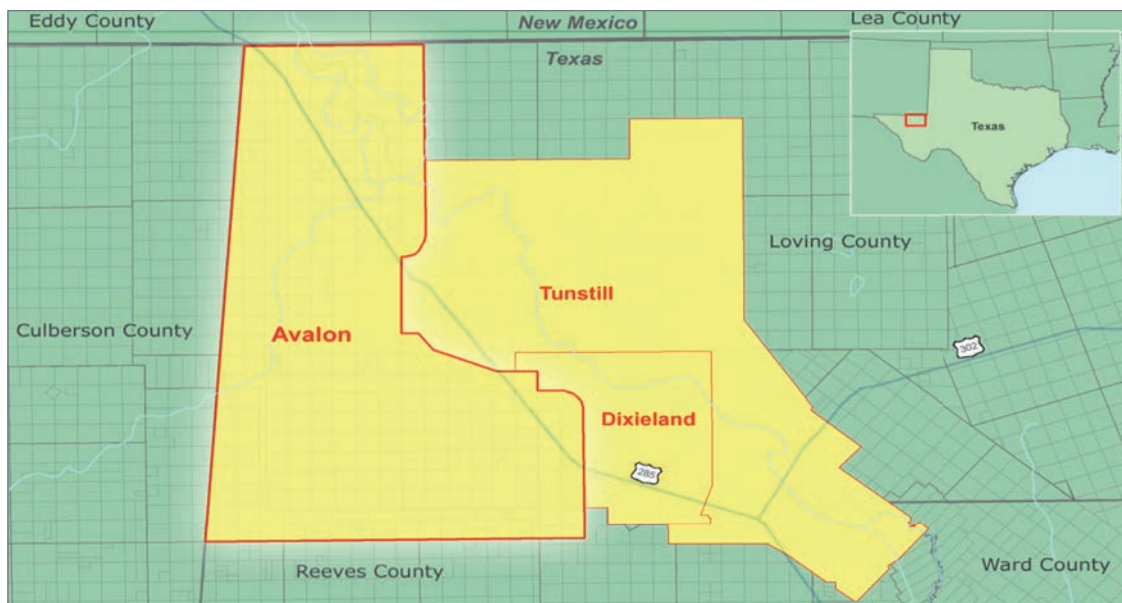 Eddy County
New Mexico
Lea County
Texas
Texas
Loving County
Tunstill
Culberson County
Avalon
302
Dixieland
285
Reeves County
Ward County